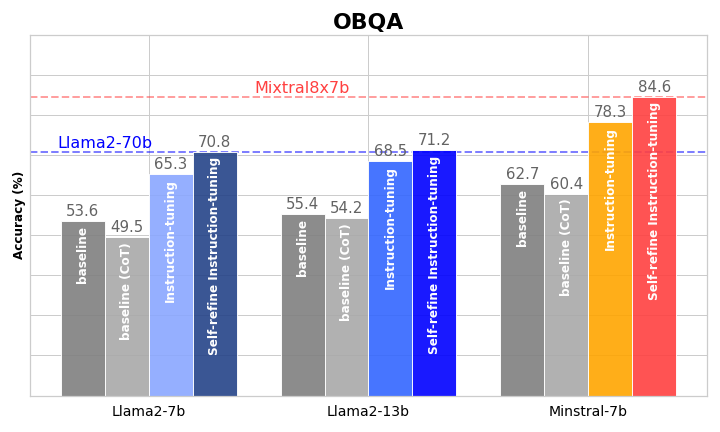 OBQA
Mixtral8x7b
84.6
78.3
Llama2-70b
70.8
71.2
68.5
65.3
62.7
60.4
53.6
49.5
55.4
54.2
Accuracy (%)
baseline
baseline (CoT)
Instruction-tuning
Self-refine Instruction-tuning
baseline
baseline (CoT)
Instruction-tuning
Self-refine Instruction-tuning
baseline
baseline (CoT)
Instruction-tuning
Self-refine Instruction-tuning
Llama2-7b
Llama2-13b
Minstral-7b